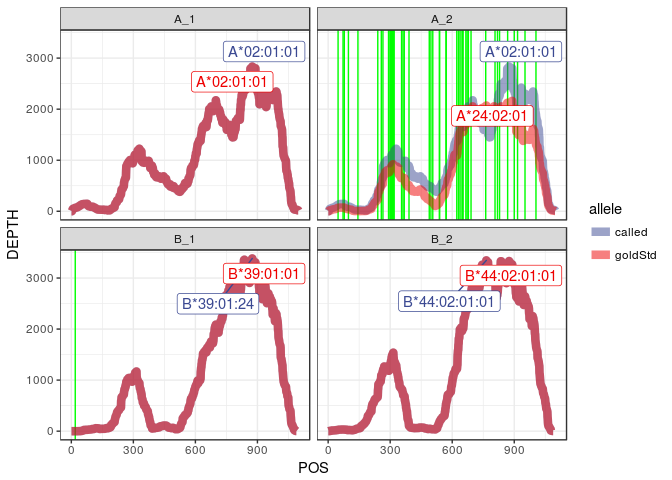 A_1
A_2
A*02:01:01
A*02:01:01
A*02:01:01
A*24:02:01
3000
2000
1000
0
B_1
B_2
B*39:01:01
B*39:01:24
B*44:02:01:01
B*44:02:01:01
3000
2000
1000
0
0 300 600 900
0 300 600 900
DEPTH
POS
allele
called
goldStd